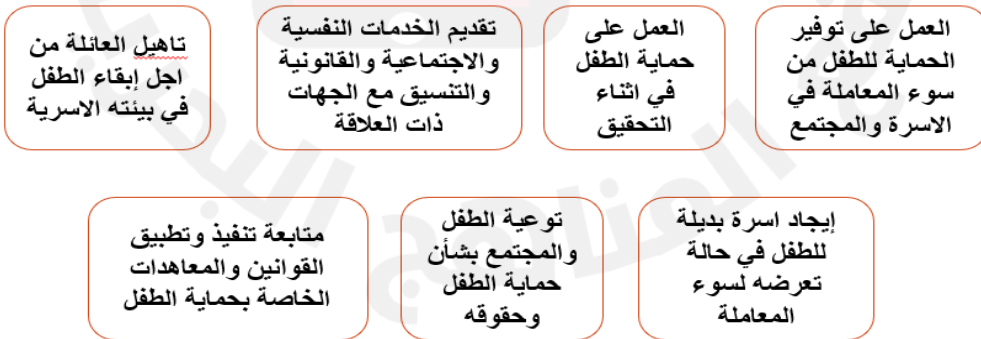 العمل على توفير
الحماية للطفل من
سوء المعاملة في
الاسرة والمجتمع
العمل على
حماية الطفل
في اثناء
التحقيق
تقديم الخدمات النفسية
والاجتماعية والقانونية
والتنسيق مع الجهات
ذات العلاقة
تاهيل العائلة من
اجل إبقاء الطفل
في بيئته الاسرية
إيجاد اسرة بديلة
للطفل في حالة
تعرضه لسوء
المعاملة
توعية الطفل
والمجتمع بشأن
حماية الطفل
وحقوقه
متابعة تنفيذ وتطبيق
القوانين والمعاهدات
الخاصة بحماية الطفل